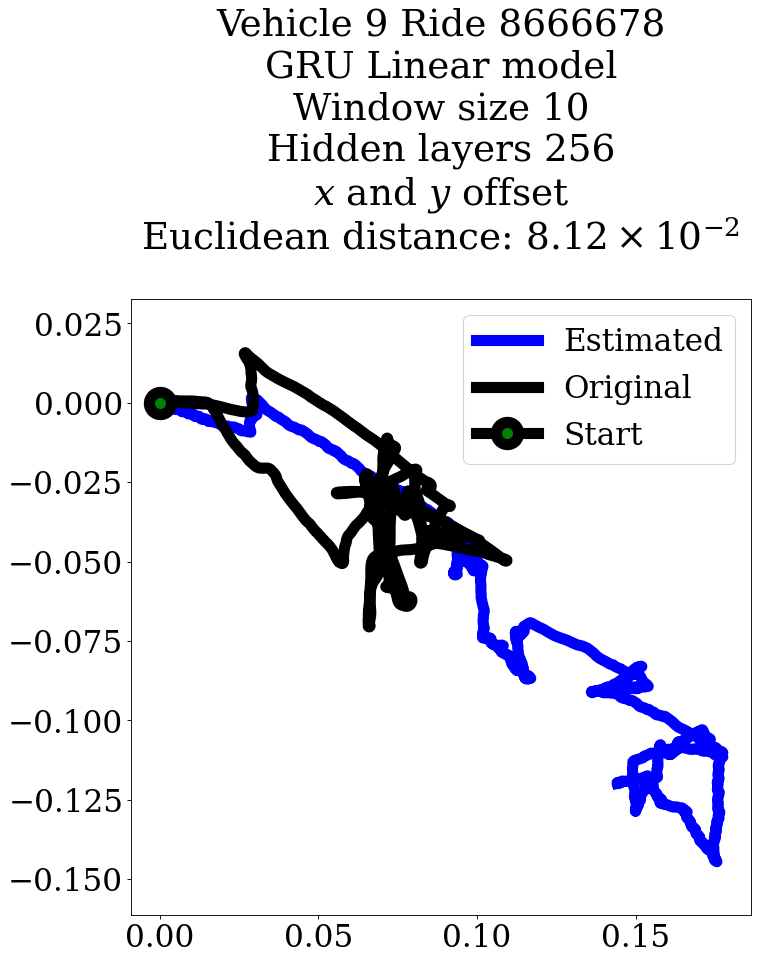 Vehicle 9 Ride 8666678
GRU Linear model
Window size 10
Hidden layers 256
x and y offset
Euclidean distance: 8.12 × 10⁻²
Estimated
Original
Start
0.025
0.000
−0.025
−0.050
−0.075
−0.100
−0.125
−0.150
0.00 0.05 0.10 0.15